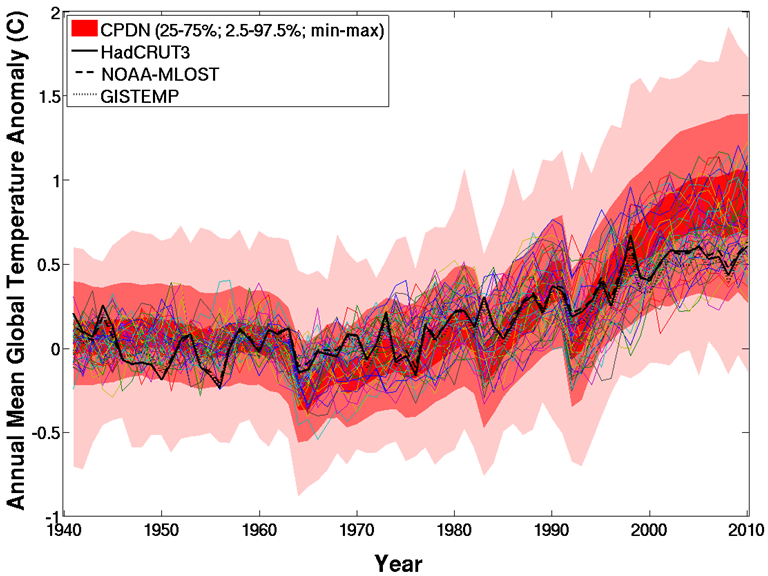 Annual Mean Global Temperature Anomaly (C)
2
1.5
1
0.5
0
-0.5
-1
CPDN (25-75%; 2.5-97.5%; min-max)
HadCRUT3
NOAA-MLOST
GISTEMP
1940 1950 1960 1970 1980 1990 2000 2010
Year